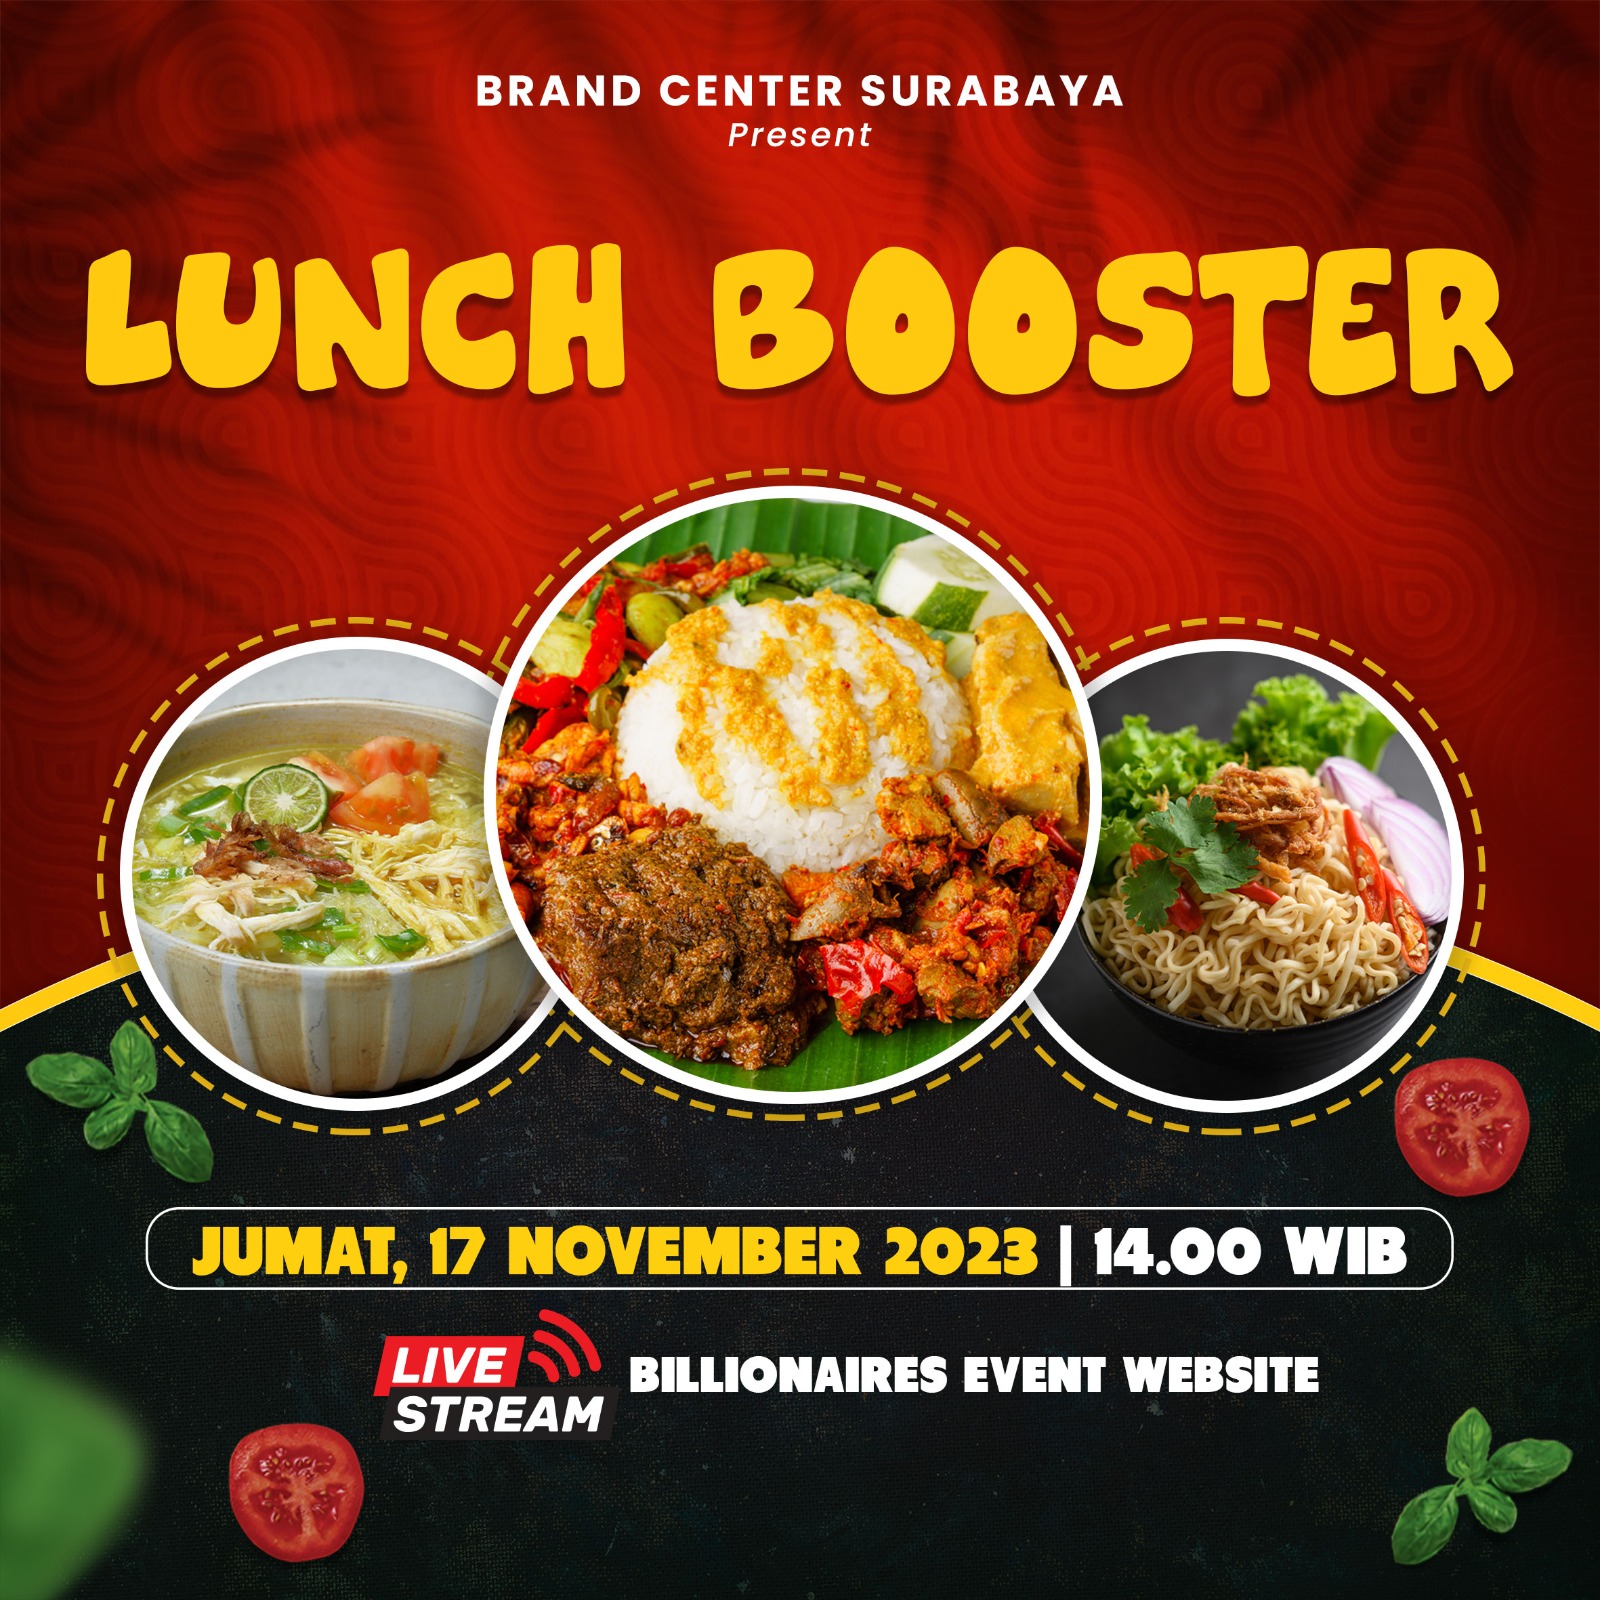 BRAND CENTER SURABAYA
Present
LUNCH BOOSTER
JUMAT, 17 NOVEMBER 2023 | 14.00 WIB
LIVE
STREAM
BILLIONAIRES EVENT WEBSITE